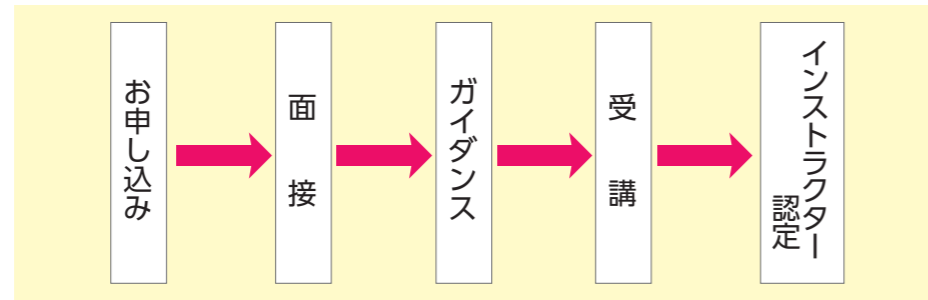 お申し込み
面接
ガイダンス
受講
インストラクター
認定